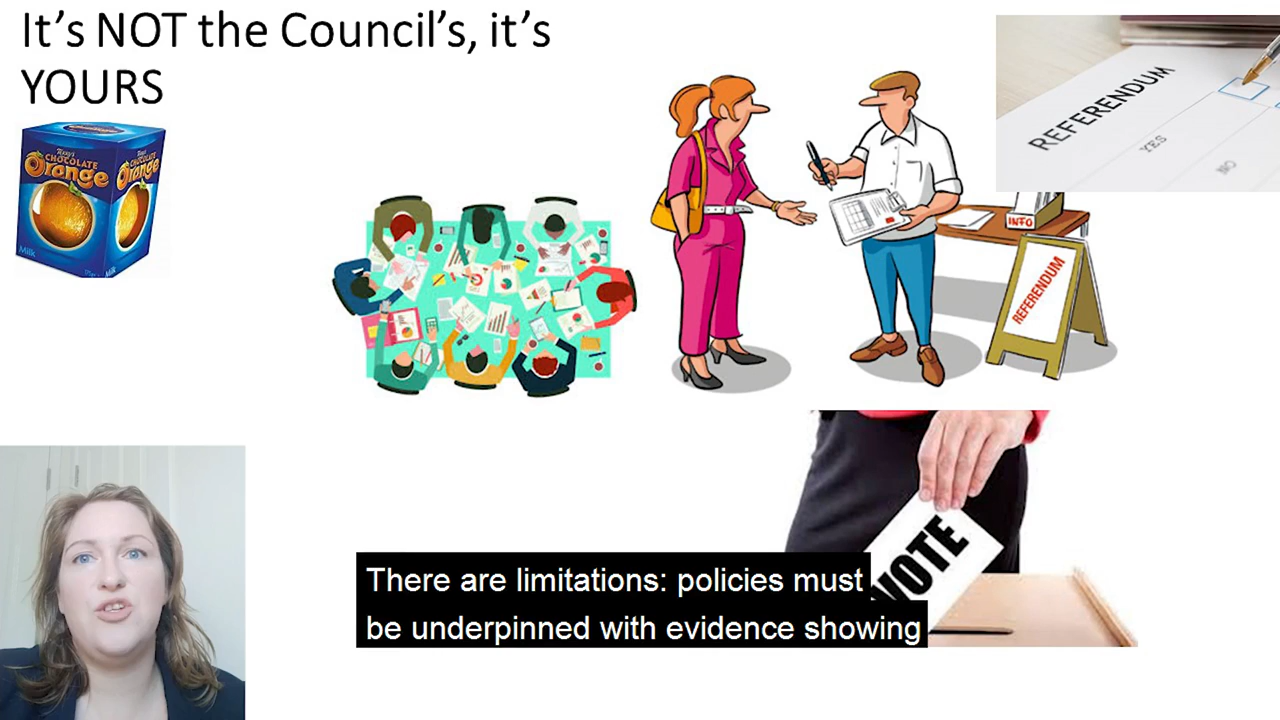 It's NOT the Council's, it's
YOURS
Terry's
CHOCOLATE
Orange
Milk
CHOCOLATE
Orange
Milk
REFERENDUM
YES
NO
INFO
REFERENDUM
VOTE
There are limitations: policies must
be underpinned with evidence showing